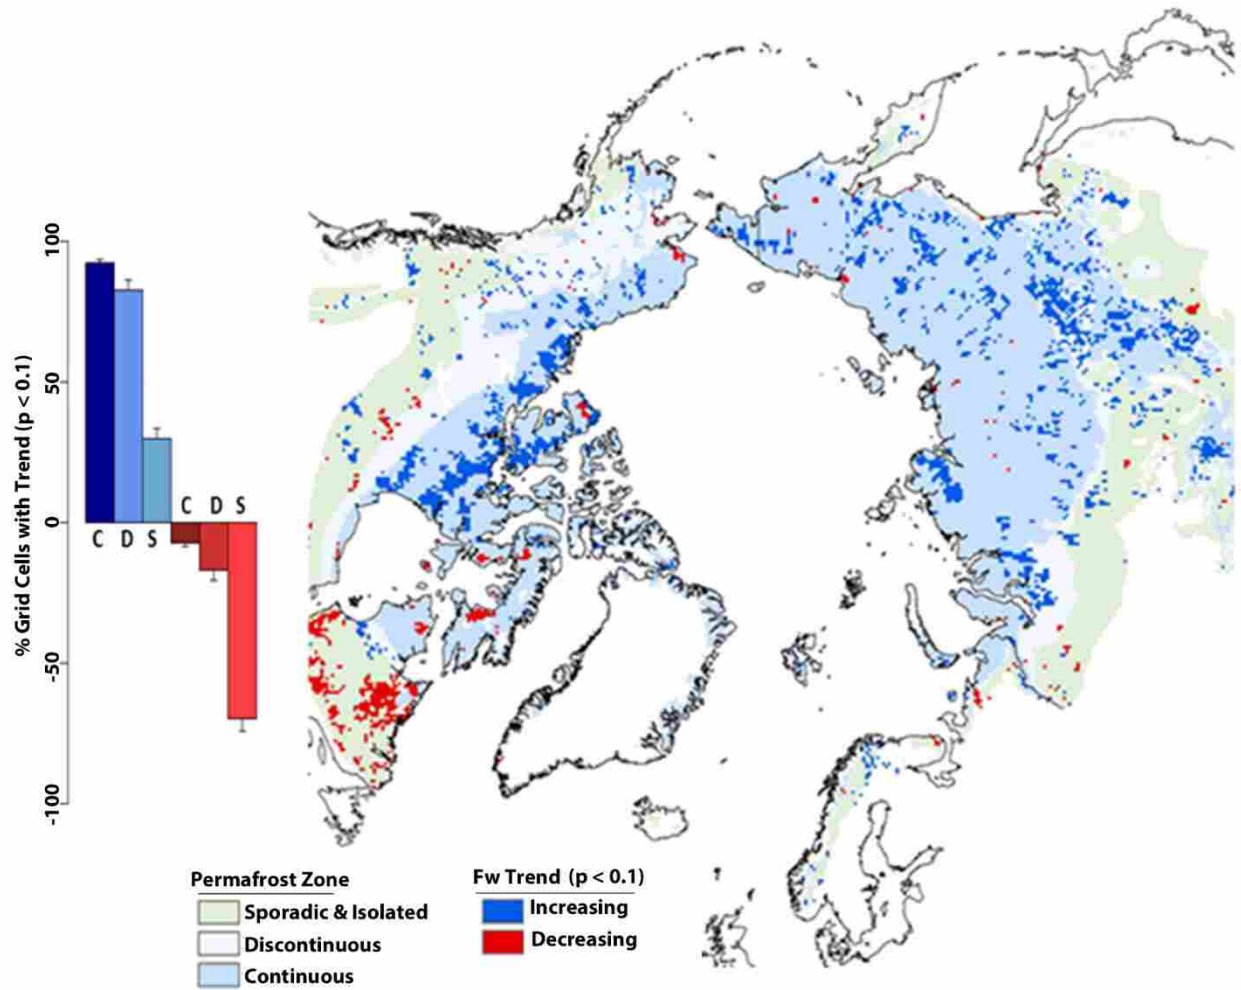 100
50
0
-50
-100
% Grid Cells with Trend (p < 0.1)
C D S
C D S
Permafrost Zone
Sporadic & Isolated
Discontinuous
Continuous
Fw Trend (p < 0.1)
Increasing
Decreasing